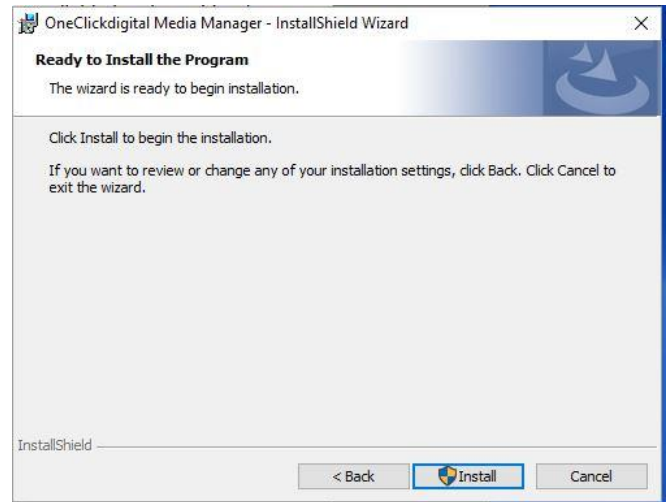 OneClickdigital Media Manager - InstallShield Wizard
Ready to Install the Program
The wizard is ready to begin installation.
Click Install to begin the installation.
If you want to review or change any of your installation settings, click Back. Click Cancel to
exit the wizard.
InstallShield
< Back
Install
Cancel